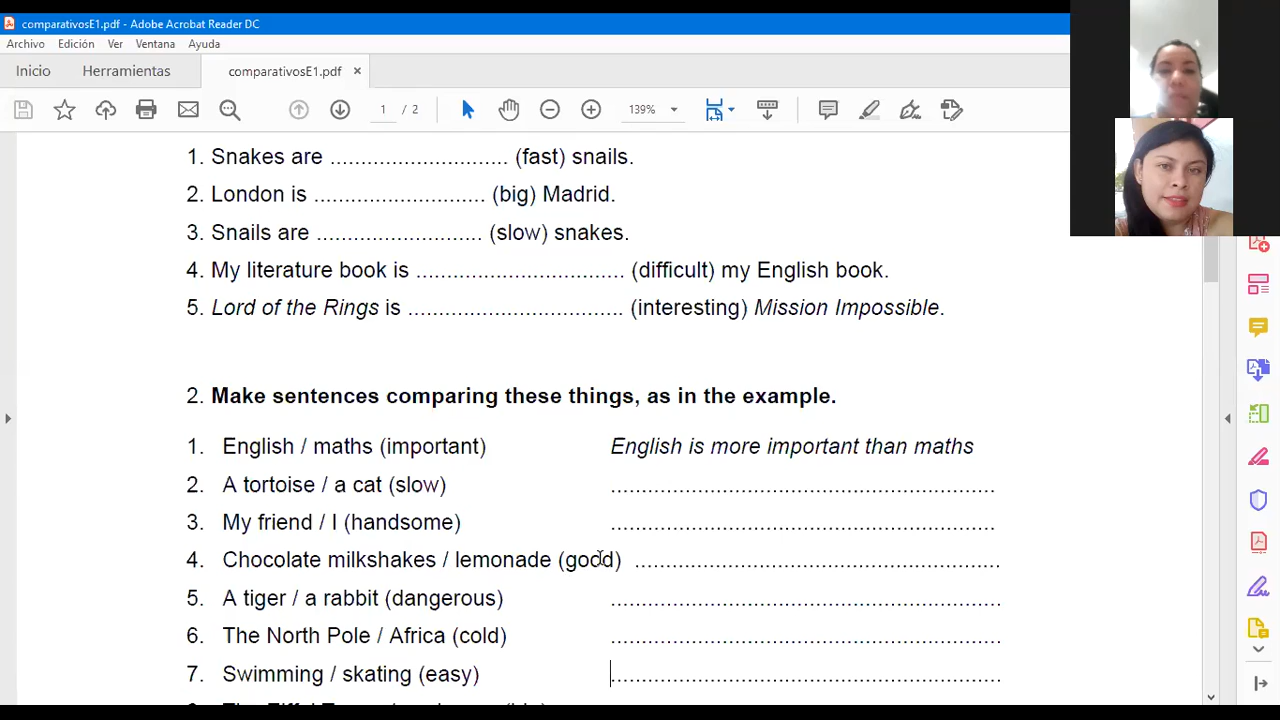 comparativosE1.pdf - Adobe Acrobat Reader DC
Archivo Edición Ver Ventana Ayuda
Inicio Herramientas comparativosE1.pdf ×
1 / 2 139%
1. Snakes are ............................. (fast) snails.
2. London is ............................ (big) Madrid.
3. Snails are ........................... (slow) snakes.
4. My literature book is .................................. (difficult) my English book.
5. Lord of the Rings is ................................... (interesting) Mission Impossible.
2. Make sentences comparing these things, as in the example.
1. English / maths (important) English is more important than maths
2. A tortoise / a cat (slow) ..............................................................
3. My friend / I (handsome) ..............................................................
4. Chocolate milkshakes / lemonade (good) ...........................................................
5. A tiger / a rabbit (dangerous) ...............................................................
6. The North Pole / Africa (cold) ...............................................................
7. Swimming / skating (easy) ...............................................................